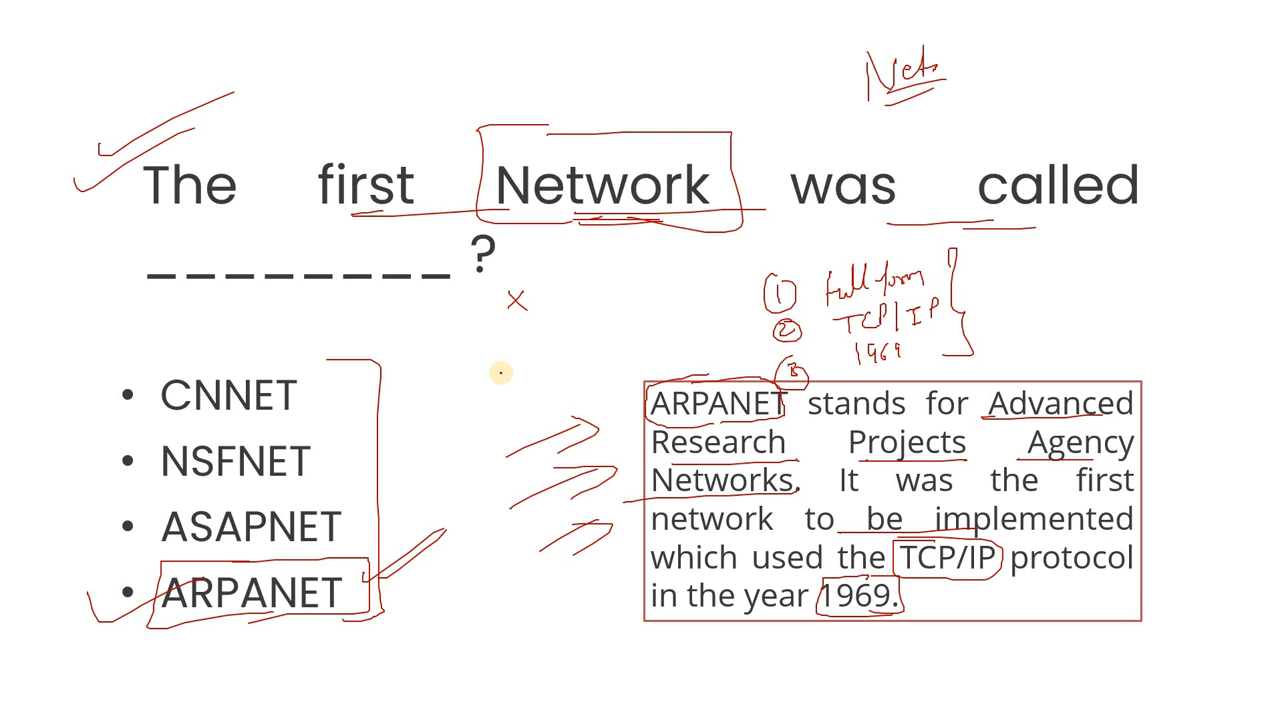 Nets
The first Network was called
________ ?
x
1 Full form
2 TCP/IP
3 1969
• CNNET
• NSFNET
• ASAPNET
• ARPANET
ARPANET stands for Advanced
Research Projects Agency
Networks. It was the first
network to be implemented
which used the TCP/IP protocol
in the year 1969.